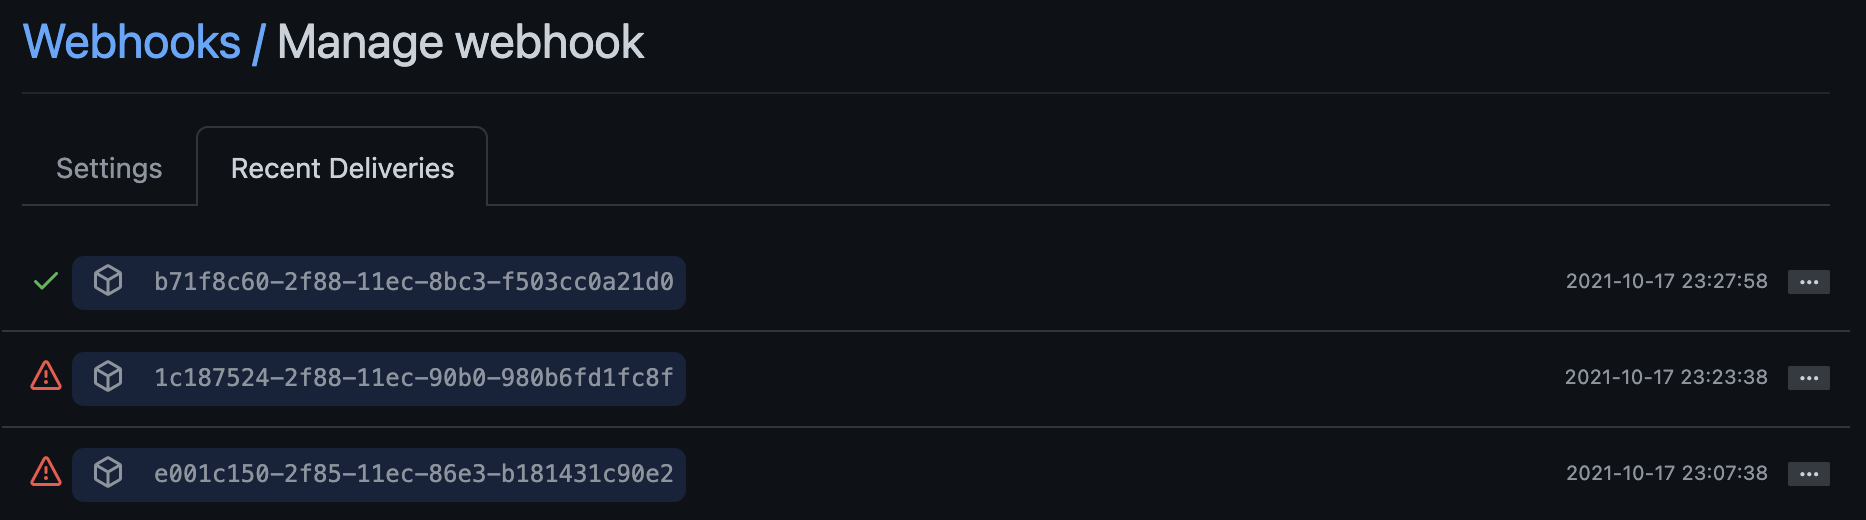 Webhooks / Manage webhook
Settings Recent Deliveries
b71f8c60-2f88-11ec-8bc3-f503cc0a21d0 2021-10-17 23:27:58
1c187524-2f88-11ec-90b0-980b6fd1fc8f 2021-10-17 23:23:38
e001c150-2f85-11ec-86e3-b181431c90e2 2021-10-17 23:07:38